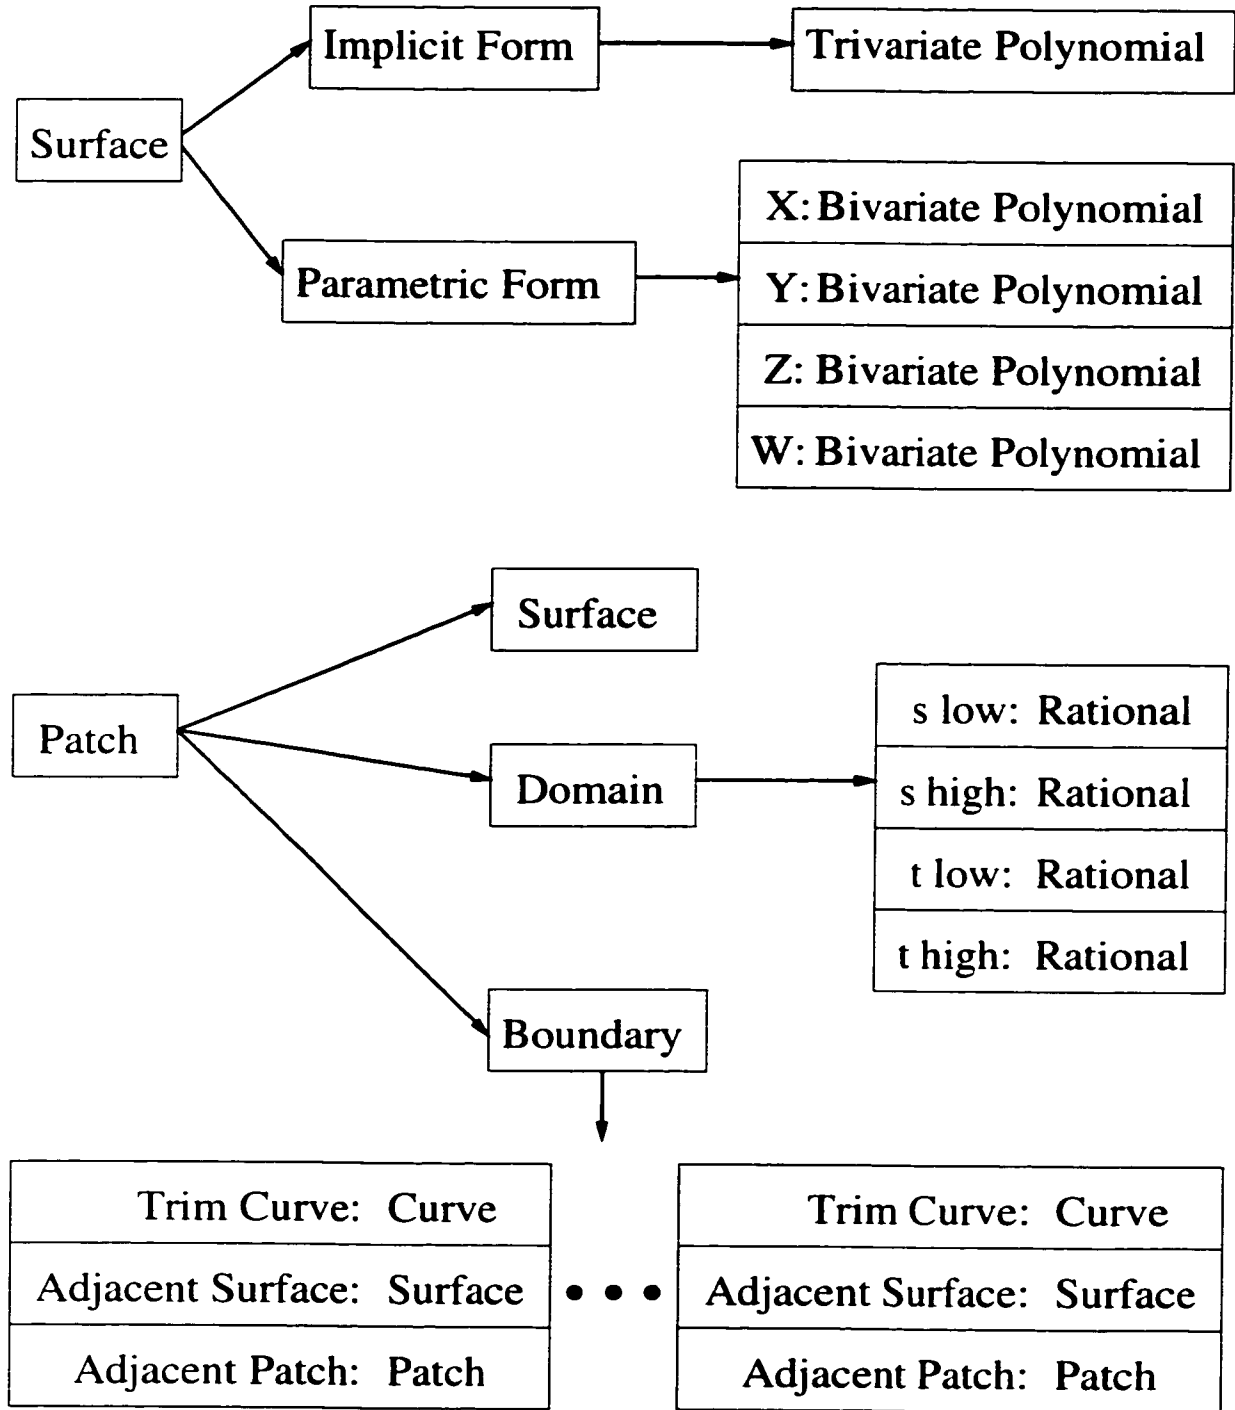 Implicit Form
Trivariate Polynomial
Surface
X: Bivariate Polynomial
Parametric Form
Y: Bivariate Polynomial
Z: Bivariate Polynomial
W: Bivariate Polynomial
Surface
Patch
s low: Rational
Domain
s high: Rational
t low: Rational
t high: Rational
Boundary
Trim Curve: Curve
Adjacent Surface: Surface
Adjacent Patch: Patch
Trim Curve: Curve
Adjacent Surface: Surface
Adjacent Patch: Patch